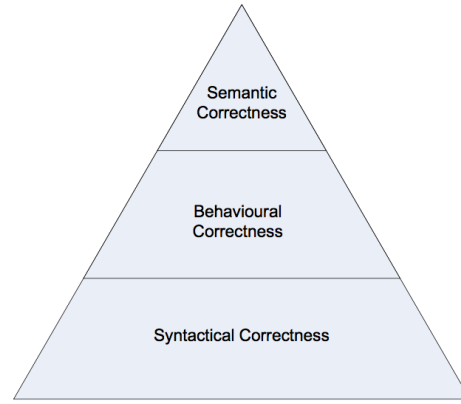 Semantic
Correctness
Behavioural
Correctness
Syntactical Correctness